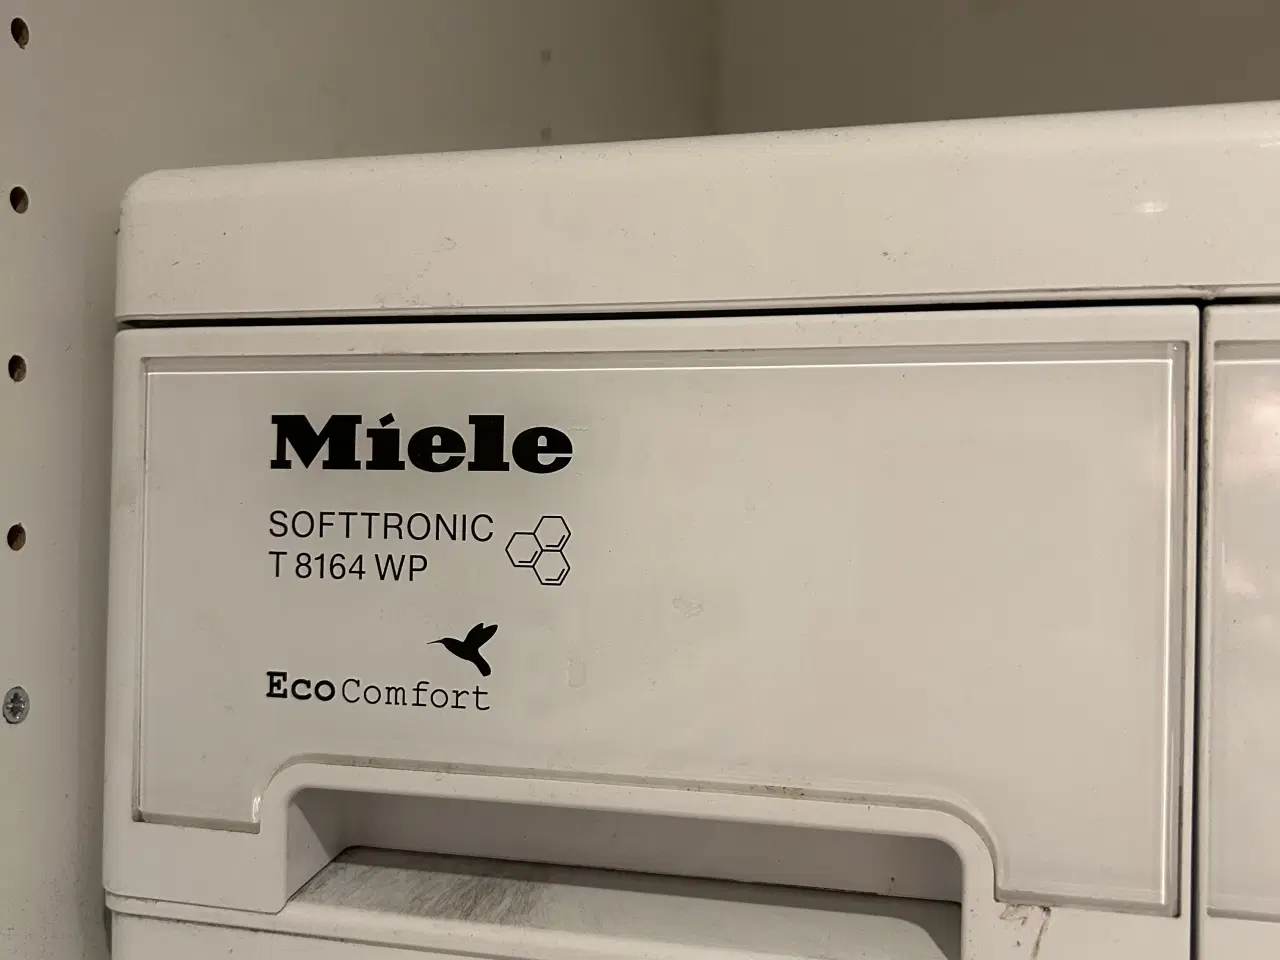 Miele
SOFTTRONIC
T 8164 WP
EcoComfort